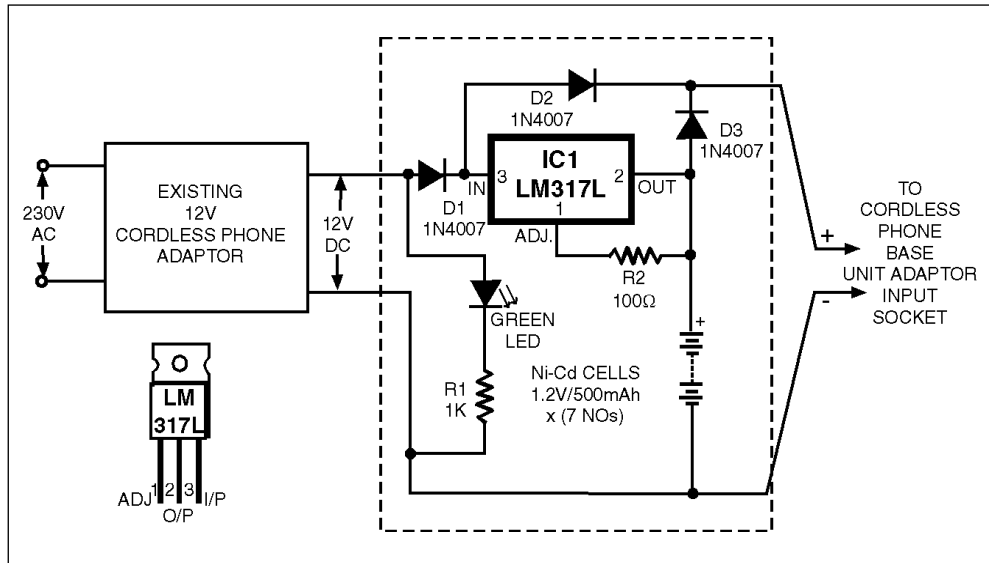 230V
AC
EXISTING
12V
CORDLESS PHONE
ADAPTOR
12V
DC
D1
1N4007
D2
1N4007
D3
1N4007
IN
3
IC1
LM317L
2
OUT
1
ADJ.
R2
100Ω
GREEN
LED
R1
1K
+
Ni-Cd CELLS
1.2V/500mAh
x (7 NOs)
+
-
TO
CORDLESS
PHONE
BASE
UNIT ADAPTOR
INPUT
SOCKET
LM
317L
1 2 3
ADJ
O/P
I/P